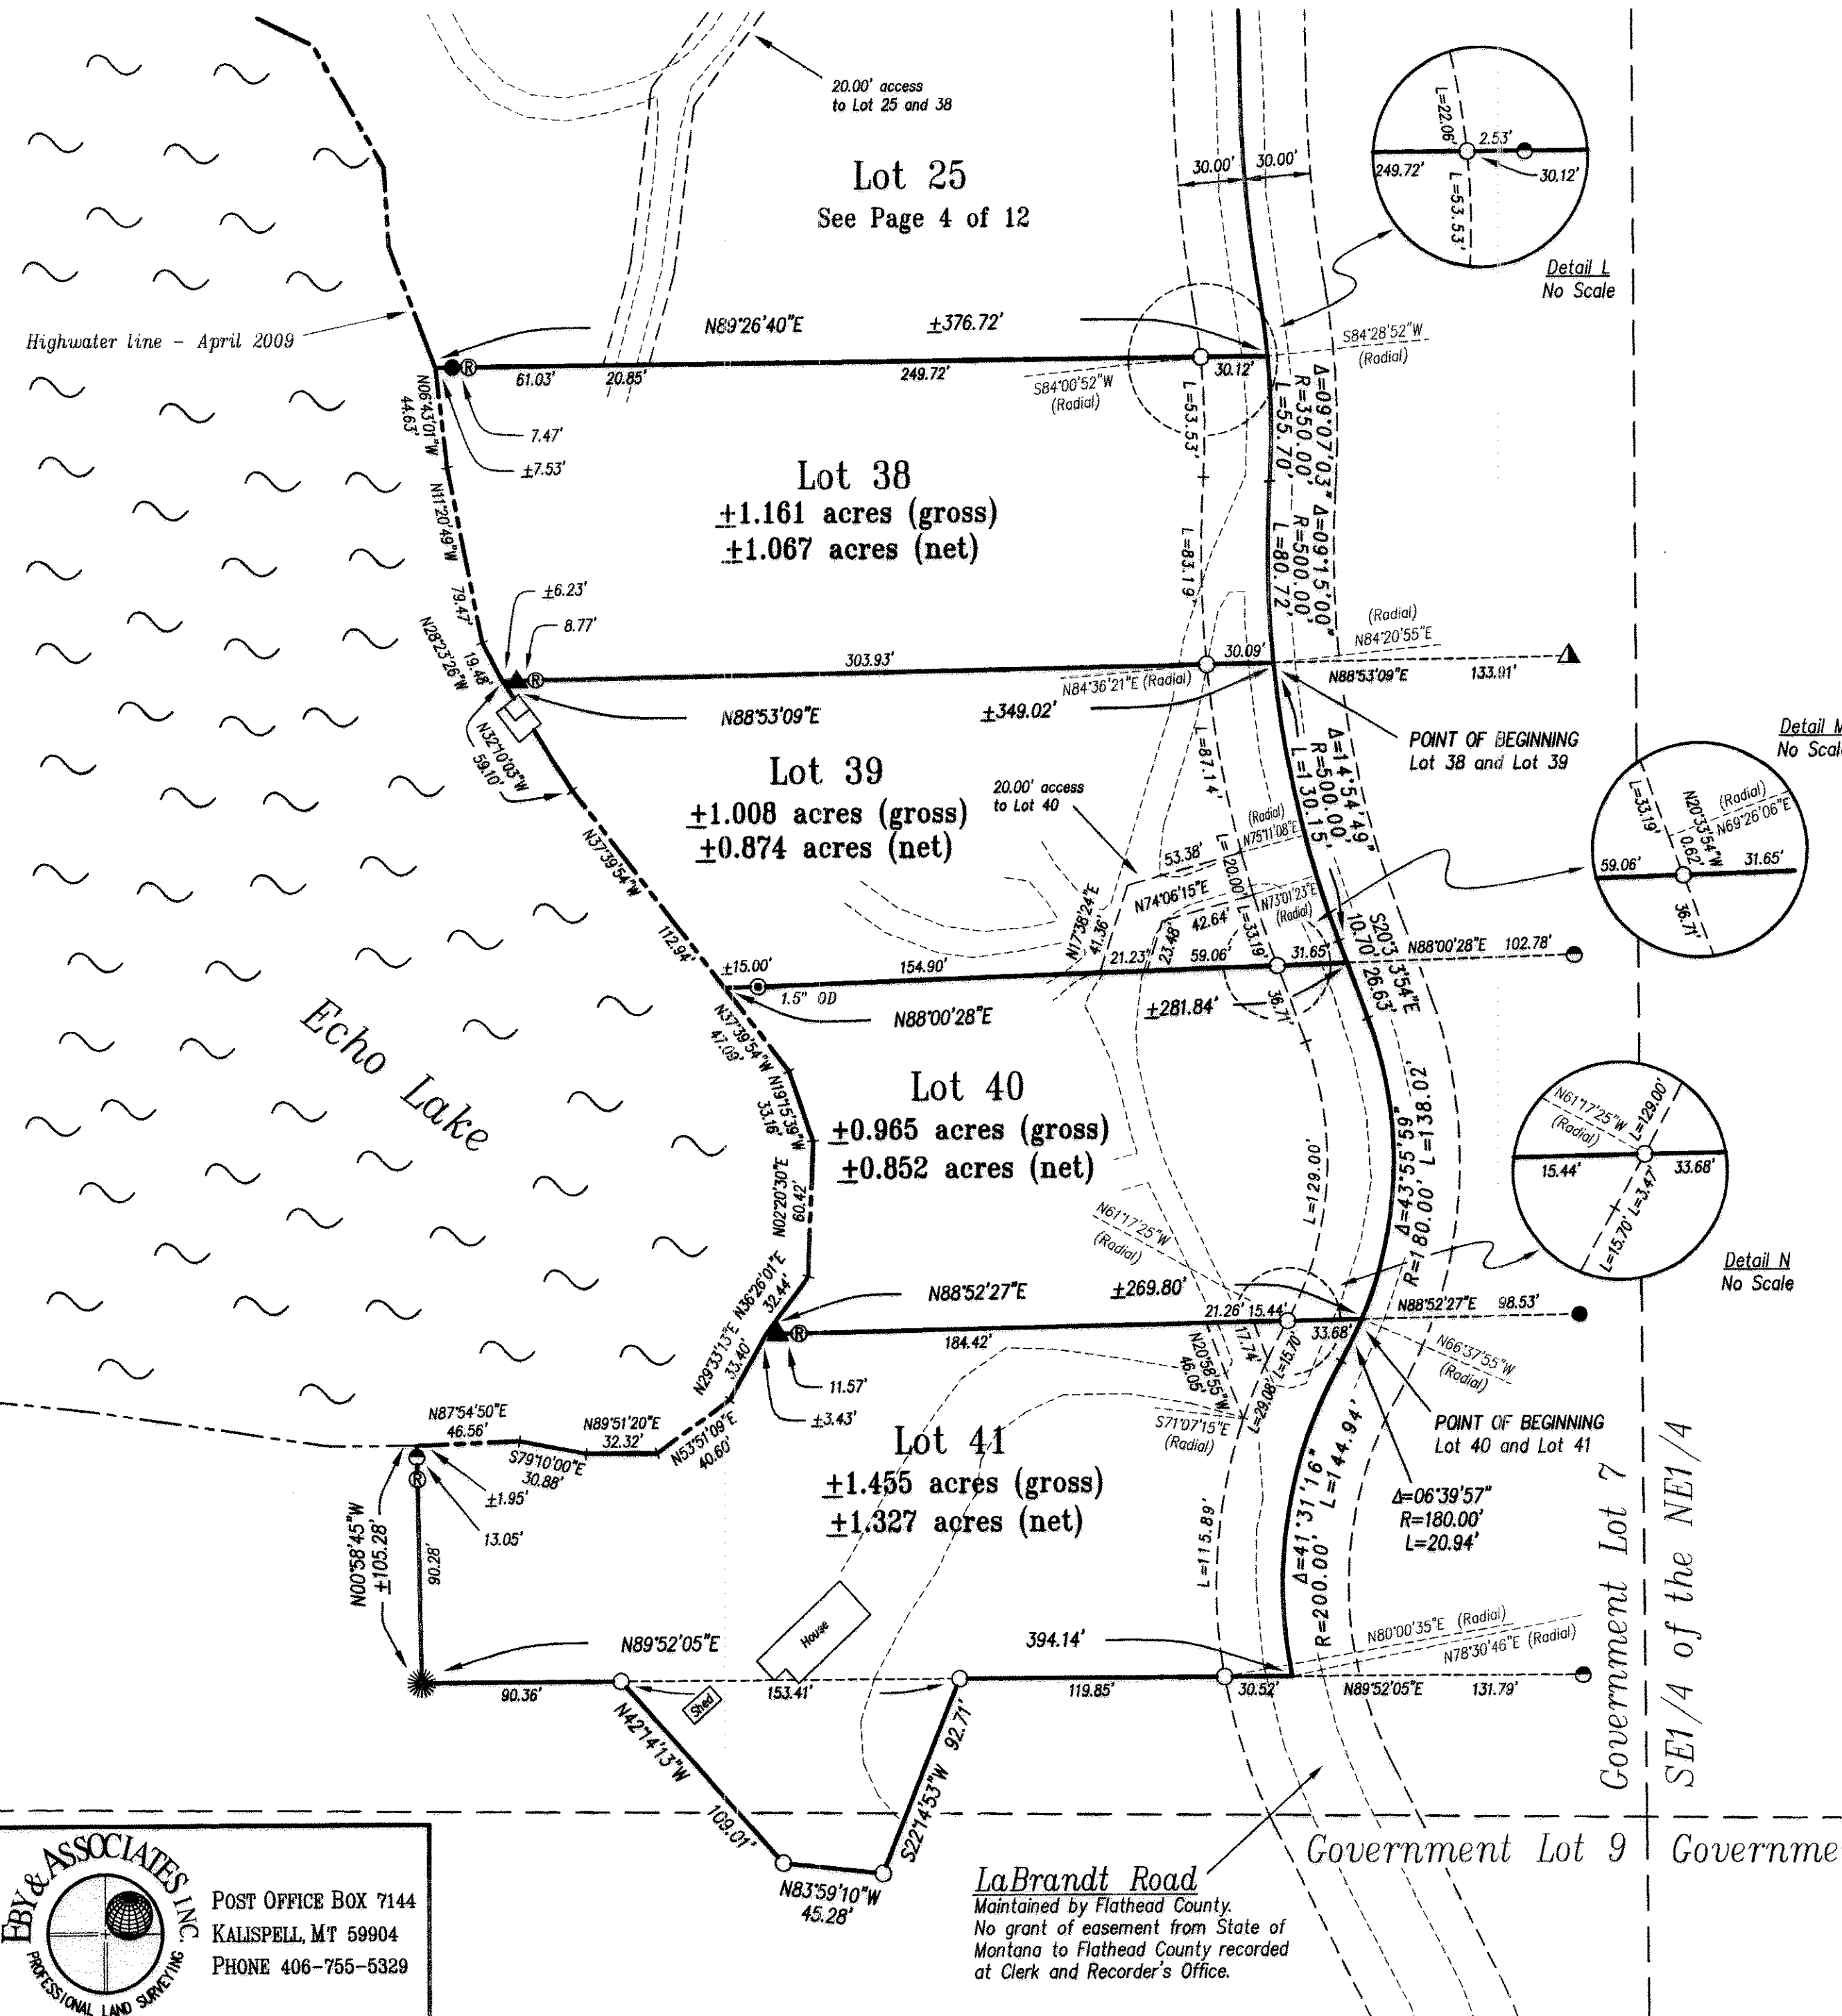 20.00' access
to Lot 25 and 38
Lot 25
See Page 4 of 12
30.00' 30.00'
L=22.06'
2.53'
249.72'
30.12'
L=53.53'
Detail L
No Scale
Highwater line - April 2009
N89°26'40"E ±376.72'
S84°28'52"W
(Radial)
61.03' 20.85' 249.72' 30.12'
S84°00'52"W
(Radial)
N06°43'01"W
44.63'
7.47'
±7.53'
L=53.53'
L=55.70'
R=350.00'
Δ=09°07'03"
Lot 38
±1.161 acres (gross)
±1.067 acres (net)
N11°20'49"W
79.47'
L=83.19'
L=80.72'
R=500.00'
Δ=09°15'00"
±6.23'
8.77'
N28°23'26"W
19.48'
303.93' 30.09'
(Radial)
N84°20'55"E
N84°36'21"E (Radial)
N88°53'09"E 133.91'
N88°53'09"E ±349.02'
N32°10'03"W
59.10'
POINT OF BEGINNING
Lot 38 and Lot 39
Lot 39
±1.008 acres (gross)
±0.874 acres (net)
20.00' access
to Lot 40
L=87.14'
Δ=14°54'49"
R=500.00'
L=130.15'
Detail M
No Scale
L=33.19'
N20°33'54"W
0.62'
(Radial)
N69°26'06"E
59.06' 31.65'
36.71'
N37°39'54"W
112.94'
(Radial)
N75°11'08"E
53.38'
L=20.00'
N74°06'15"E
N73°01'23"E
(Radial)
42.64'
N17°38'24"E
41.36'
23.48'
L=33.19'
±15.00' 154.90' 21.23' 59.06' 31.65'
1.5" OD
S20°33'54"E
10.70' 26.63'
N88°00'28"E 102.78'
N88°00'28"E ±281.84'
36.71'
N37°39'54"W
47.09'
Echo Lake
N19°15'39"W
33.16'
Lot 40
±0.965 acres (gross)
±0.852 acres (net)
N02°20'30"E
60.42'
L=129.00'
Δ=43°55'59"
R=180.00' L=138.02'
N61°17'25"W
(Radial)
L=129.00'
15.44' 33.68'
L=3.47'
L=15.70'
Detail N
No Scale
N61°17'25"W
(Radial)
N36°26'01"E
32.44'
N88°52'27"E ±269.80'
N88°52'27"E 98.53'
184.42' 21.26' 15.44' 33.68'
N29°33'13"E
33.40'
11.57'
±3.43'
17.74'
N20°58'55"W
46.05'
L=15.70'
L=29.08'
N66°37'55"W
(Radial)
S71°07'15"E
(Radial)
POINT OF BEGINNING
Lot 40 and Lot 41
N87°54'50"E
46.56'
S79°10'00"E
30.88'
N89°51'20"E
32.32'
N53°51'09"E
40.60'
Lot 41
±1.455 acres (gross)
±1.327 acres (net)
±1.95'
13.05'
N00°58'45"W
±105.28'
90.28'
L=115.89'
Δ=41°31'16"
R=200.00' L=144.94'
Δ=06°39'57"
R=180.00'
L=20.94'
House
Shed
N80°00'35"E (Radial)
N78°30'46"E (Radial)
N89°52'05"E 394.14'
90.36' 153.41' 119.85' 30.52'
N89°52'05"E 131.79'
N42°14'13"W
109.01'
S22°14'53"W
92.71'
N83°59'10"W
45.28'
Government Lot 7
SE1/4 of the NE1/4
Government Lot 9
Governme
LaBrandt Road
Maintained by Flathead County.
No grant of easement from State of
Montana to Flathead County recorded
at Clerk and Recorder's Office.
EBY & ASSOCIATES INC.
PROFESSIONAL LAND SURVEYING
POST OFFICE BOX 7144
KALISPELL, MT 59904
PHONE 406-755-5329